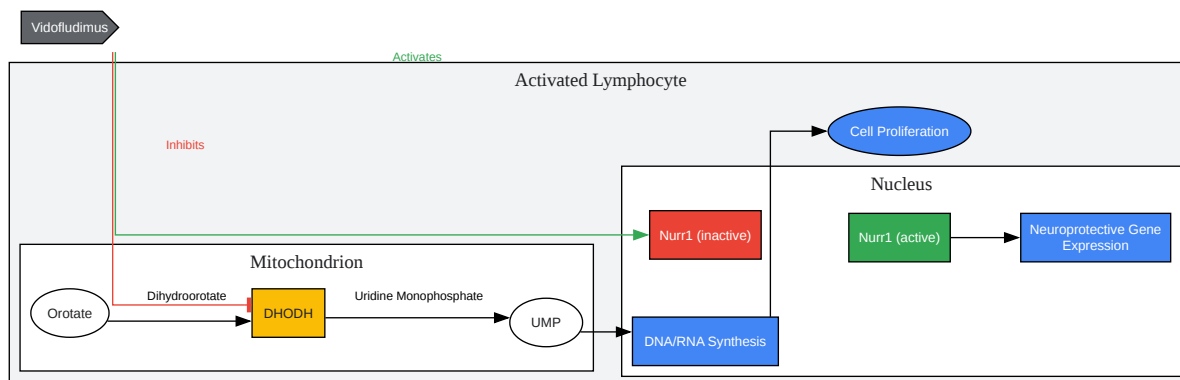 Vidofludimus
Activates
Activated Lymphocyte
Cell Proliferation
Inhibits
Nucleus
Nurr1 (inactive)
Nurr1 (active)
Neuroprotective Gene
Expression
Mitochondrion
Dihydroorotate
Uridine Monophosphate
Orotate
DHODH
UMP
DNA/RNA Synthesis